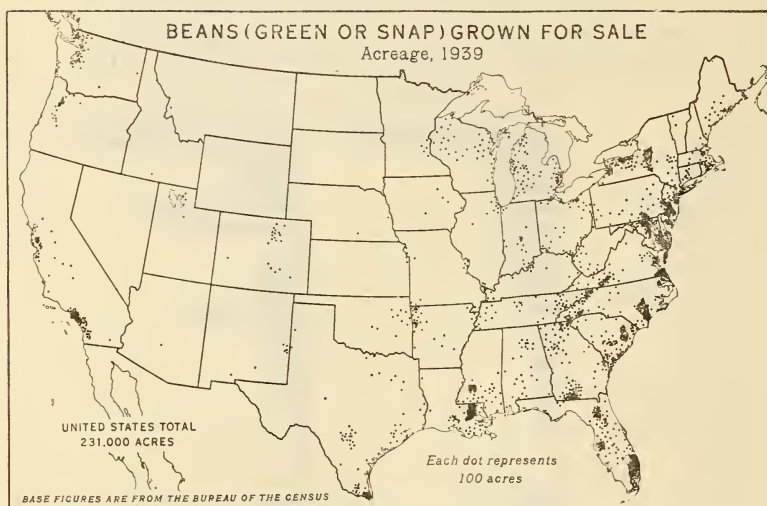 BEANS (GREEN OR SNAP) GROWN FOR SALE
Acreage, 1939
UNITED STATES TOTAL
231,000 ACRES
Each dot represents
100 acres
BASE FIGURES ARE FROM THE BUREAU OF THE CENSUS